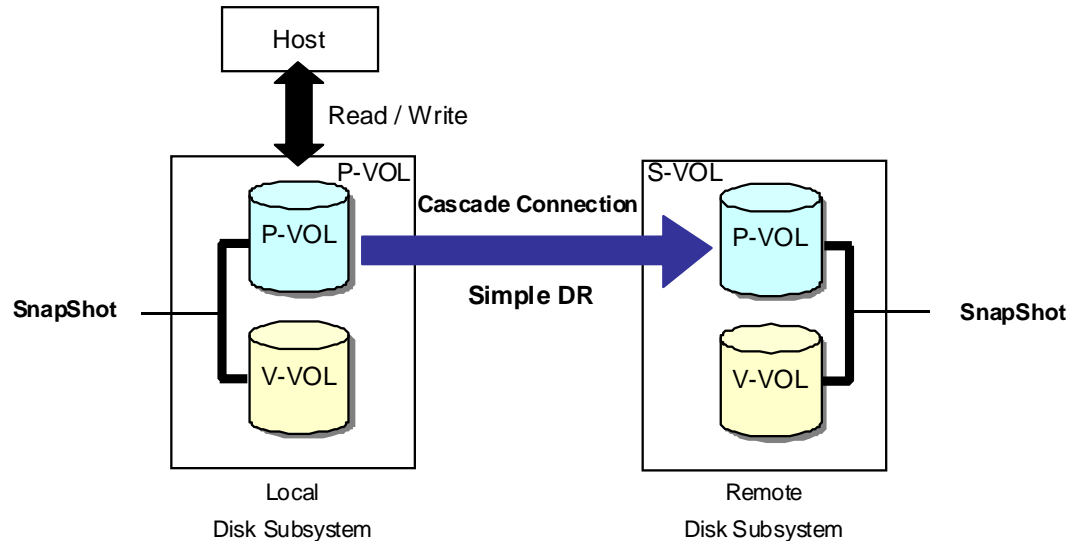 Host
Read / Write
P-VOL
S-VOL
Cascade Connection
P-VOL
P-VOL
Simple DR
SnapShot
SnapShot
V-VOL
V-VOL
Local
Disk Subsystem
Remote
Disk Subsystem